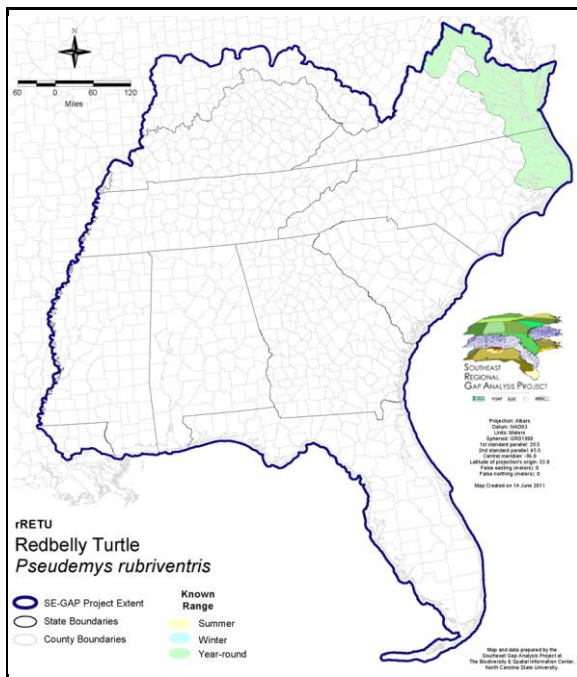 60 0 60 120
Miles
SOUTHEAST
REGIONAL
GAP ANALYSIS PROJECT
Projection: Albers
Datum: NAD83
Units: Meters
Spheroid: GRS1980
1st standard parallel: 29.5
2nd standard parallel: 45.5
Central meridian: -96.0
Latitude of projection's origin: 23.0
False easting (meters): 0
False northing (meters): 0
Map Created on 14 June 2011
rRETU
Redbelly Turtle
Pseudemys rubriventris
SE-GAP Project Extent
State Boundaries
County Boundaries
Known
Range
Summer
Winter
Year-round
Map and data prepared by the
Southeast Gap Analysis Project at
The Biodiversity & Spatial Information Center,
North Carolina State University.